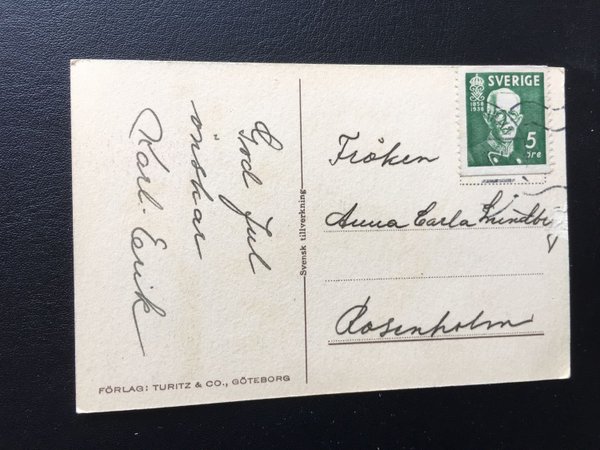 God Jul
önskar
Karl-Erik
Svensk tillverkning
FÖRLAG: TURITZ & CO., GÖTEBORG
SVERIGE
1858
1938
5
öre
Fröken
Anna Carla
Rosenholm